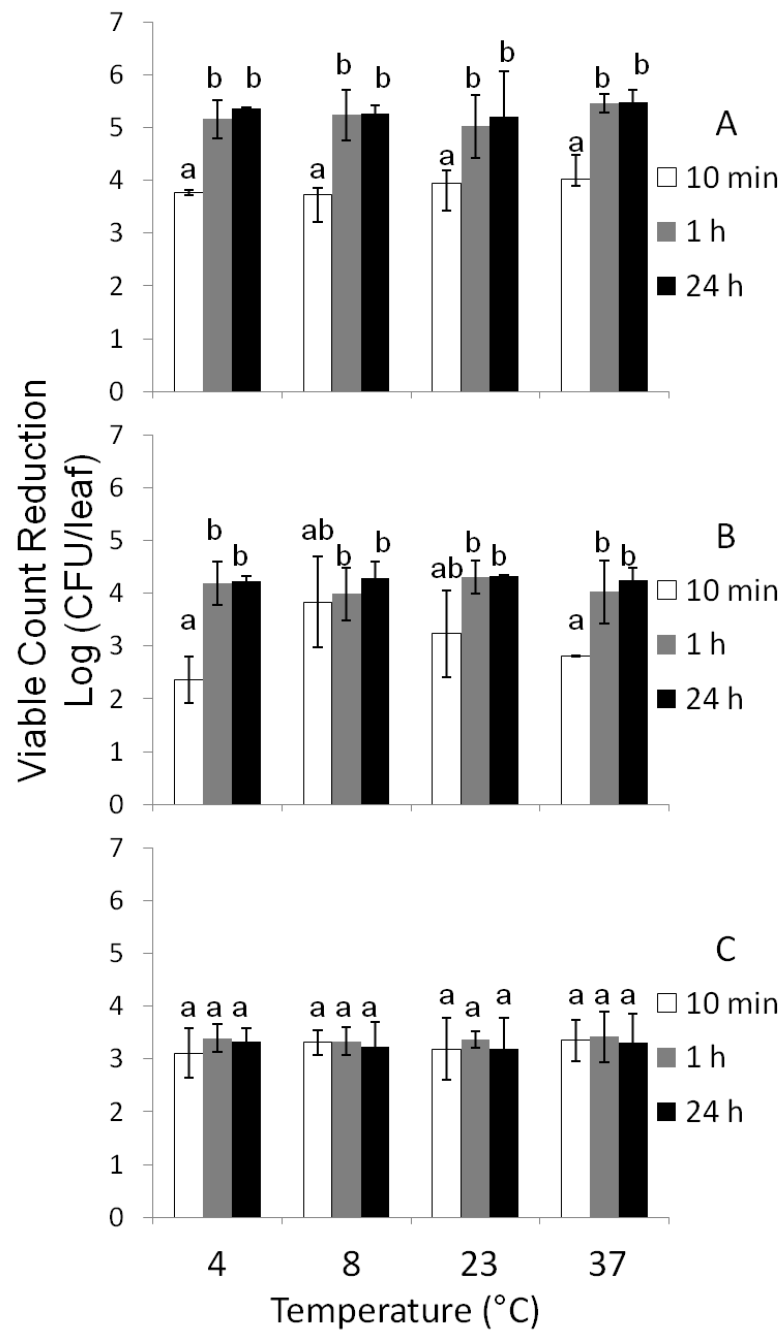 7
6
5
4
3
2
1
0
b b b b b b b b
a a a a
A
10 min
1 h
24 h
7
6
5
4
3
2
1
0
b ab b b b b
b b b b
a ab a
B
10 min
1 h
24 h
7
6
5
4
3
2
1
0
a a a a a a a a a a a a
C
10 min
1 h
24 h
Viable Count Reduction
Log (CFU/leaf)
4 8 23 37
Temperature (°C)